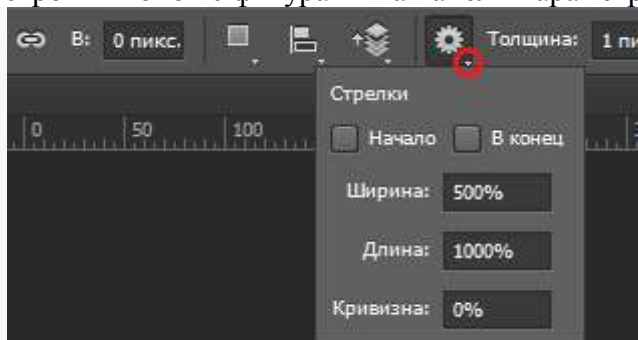 В: 0 пикс. Толщина: 1 пи
Стрелки
0 50 100
Начало В конец
Ширина: 500%
Длина: 1000%
Кривизна: 0%